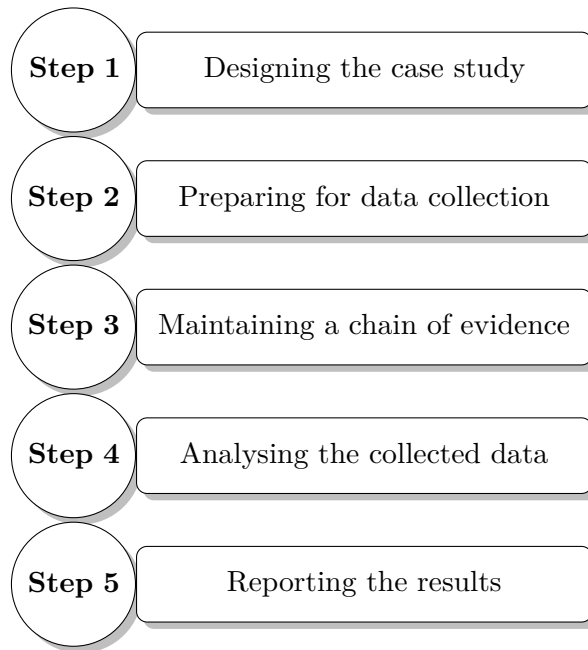 Step 1 Designing the case study
Step 2 Preparing for data collection
Step 3 Maintaining a chain of evidence
Step 4 Analysing the collected data
Step 5 Reporting the results